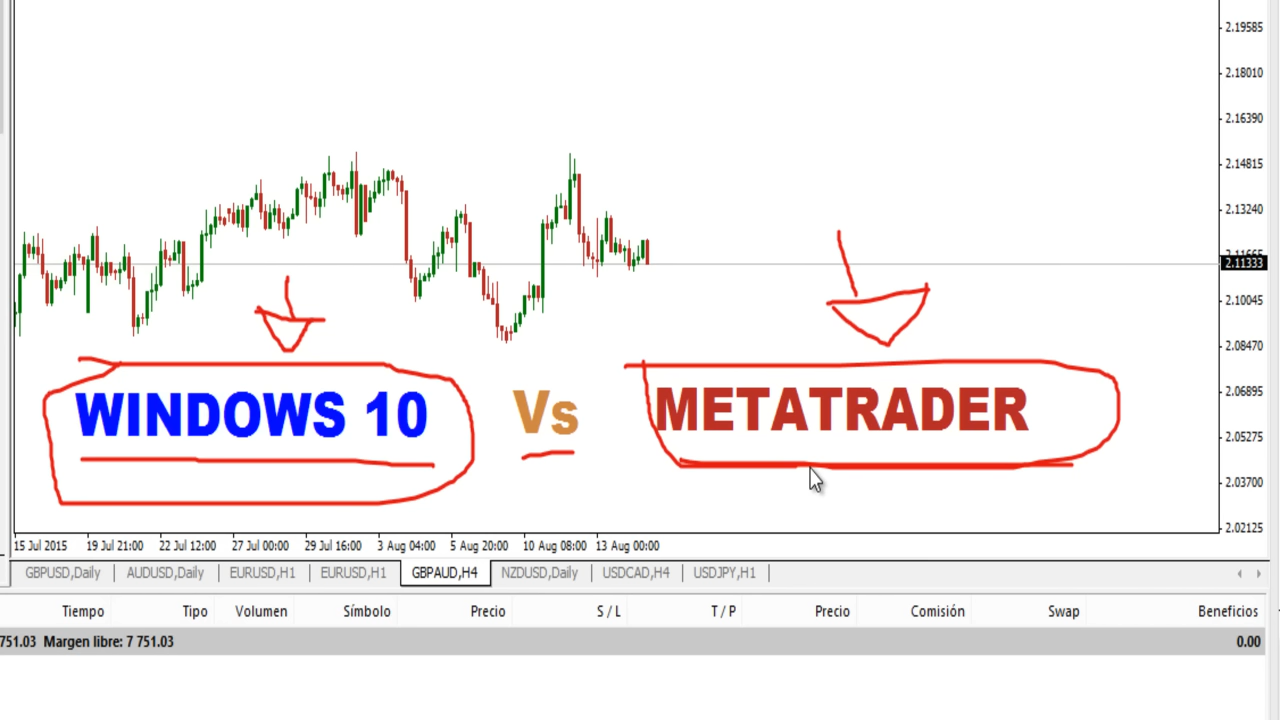 2.19585
2.18010
2.16390
2.14815
2.13240
2.11333
2.10045
2.08470
2.06895
2.05275
2.03700
2.02125
WINDOWS 10 Vs METATRADER
15 Jul 2015 19 Jul 21:00 22 Jul 12:00 27 Jul 00:00 29 Jul 16:00 3 Aug 04:00 5 Aug 20:00 10 Aug 08:00 13 Aug 00:00
GBPUSD,Daily AUDUSD,Daily EURUSD,H1 EURUSD,H1 GBPAUD,H4 NZDUSD,Daily USDCAD,H4 USDJPY,H1
Tiempo Tipo Volumen Símbolo Precio S / L T / P Precio Comisión Swap Beneficios
751.03 Margen libre: 7 751.03 0.00